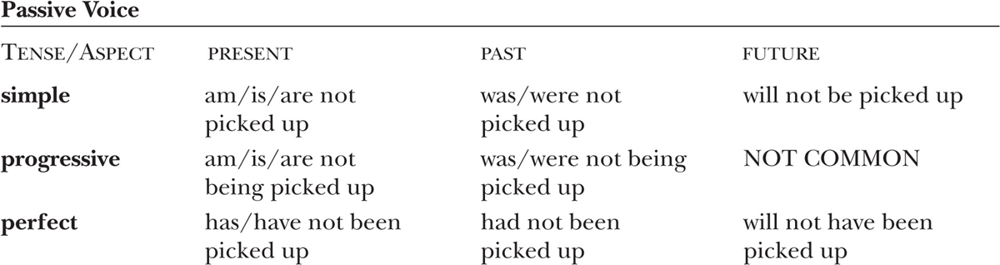 Passive Voice
TENSE/ASPECT PRESENT PAST FUTURE
simple am/is/are not was/were not will not be picked up
picked up picked up
progressive am/is/are not was/were not being NOT COMMON
being picked up picked up
perfect has/have not been had not been will not have been
picked up picked up picked up